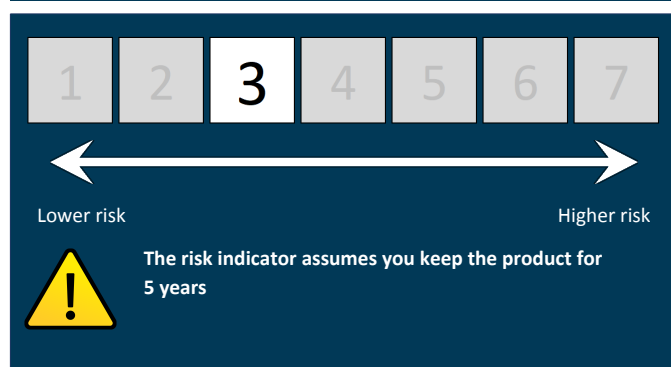 1 2 3 4 5 6 7
Lower risk Higher risk
The risk indicator assumes you keep the product for
5 years